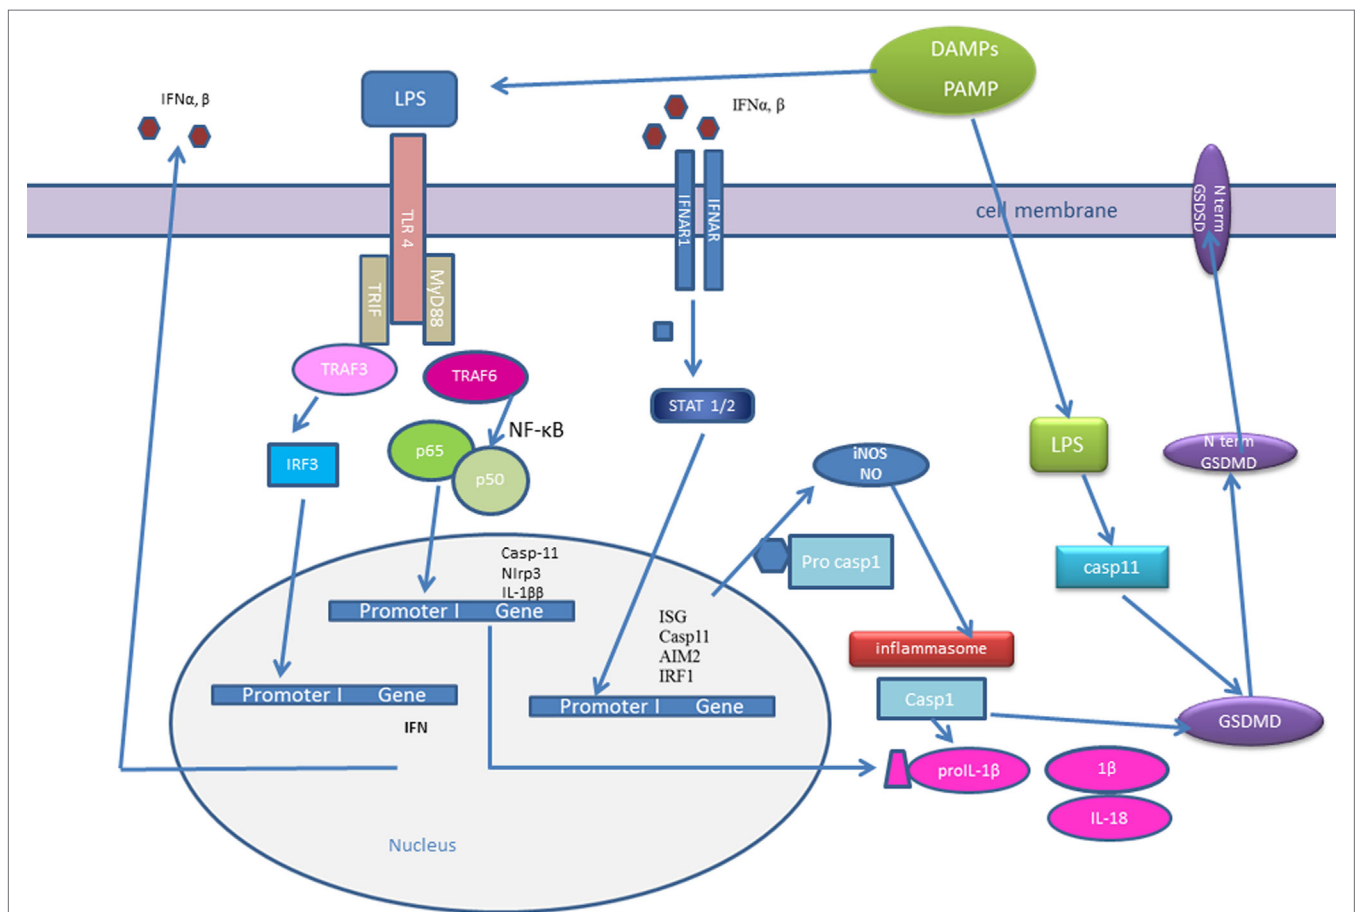 DAMPs
PAMP
IFNα, β
LPS
IFNα, β
cell membrane
TLR 4
IFNAR1
IFNAR
N term
GSDSD
TRIF
MyD88
TRAF3
TRAF6
STAT 1/2
NF-κB
p65
p50
IRF3
iNOS
NO
LPS
N term
GSDMD
Pro casp1
casp11
Casp-11
Nlrp3
IL-1ββ
Promoter I Gene
ISG
Casp11
AIM2
IRF1
inflammasome
Promoter I Gene
IFN
Promoter I Gene
Casp1
GSDMD
proIL-1β
1β
IL-18
Nucleus